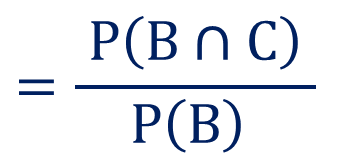 = P(B ∩ C)
P(B)